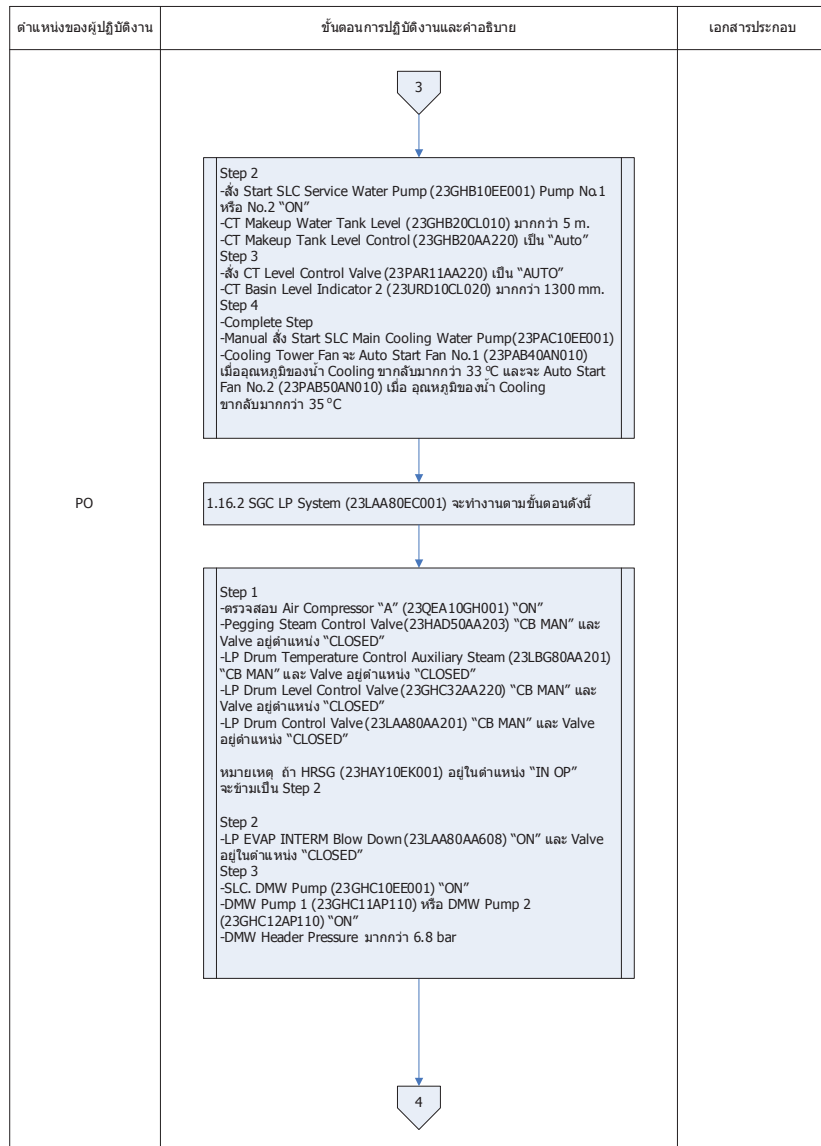 ตำแหน่งของผู้ปฏิบัติงาน
ขั้นตอนการปฏิบัติงานและคำอธิบาย
เอกสารประกอบ
3
Step 2
-สั่ง Start SLC Service Water Pump (23GHB10EE001) Pump No.1
หรือ No.2 “ON”
-CT Makeup Water Tank Level (23GHB20CL010) มากกว่า 5 m.
-CT Makeup Tank Level Control (23GHB20AA220) เป็น “Auto”
Step 3
-สั่ง CT Level Control Valve (23PAR11AA220) เป็น “AUTO”
-CT Basin Level Indicator 2 (23URD10CL020) มากกว่า 1300 mm.
Step 4
-Complete Step
-Manual สั่ง Start SLC Main Cooling Water Pump(23PAC10EE001)
-Cooling Tower Fan จะ Auto Start Fan No.1 (23PAB40AN010)
เมื่ออุณหภูมิของน้ำ Cooling ขากลับมากกว่า 33 °C และจะ Auto Start
Fan No.2 (23PAB50AN010) เมื่อ อุณหภูมิของน้ำ Cooling
ขากลับมากกว่า 35 °C
PO
1.16.2 SGC LP System (23LAA80EC001) จะทำงานตามขั้นตอนดังนี้
Step 1
-ตรวจสอบ Air Compressor “A” (23QEA10GH001) “ON”
-Pegging Steam Control Valve (23HAD50AA203) “CB MAN” และ
Valve อยู่ตำแหน่ง “CLOSED”
-LP Drum Temperature Control Auxiliary Steam (23LBG80AA201)
“CB MAN” และ Valve อยู่ตำแหน่ง “CLOSED”
-LP Drum Level Control Valve (23GHC32AA220) “CB MAN” และ
Valve อยู่ตำแหน่ง “CLOSED”
-LP Drum Control Valve (23LAA80AA201) “CB MAN” และ Valve
อยู่ตำแหน่ง “CLOSED”
หมายเหตุ ถ้า HRSG (23HAY10EK001) อยู่ในตำแหน่ง “IN OP”
จะข้ามเป็น Step 2
Step 2
-LP EVAP INTERM Blow Down (23LAA80AA608) “ON” และ Valve
อยู่ในตำแหน่ง “CLOSED”
Step 3
-SLC. DMW Pump (23GHC10EE001) “ON”
-DMW Pump 1 (23GHC11AP110) หรือ DMW Pump 2
(23GHC12AP110) “ON”
-DMW Header Pressure มากกว่า 6.8 bar
4